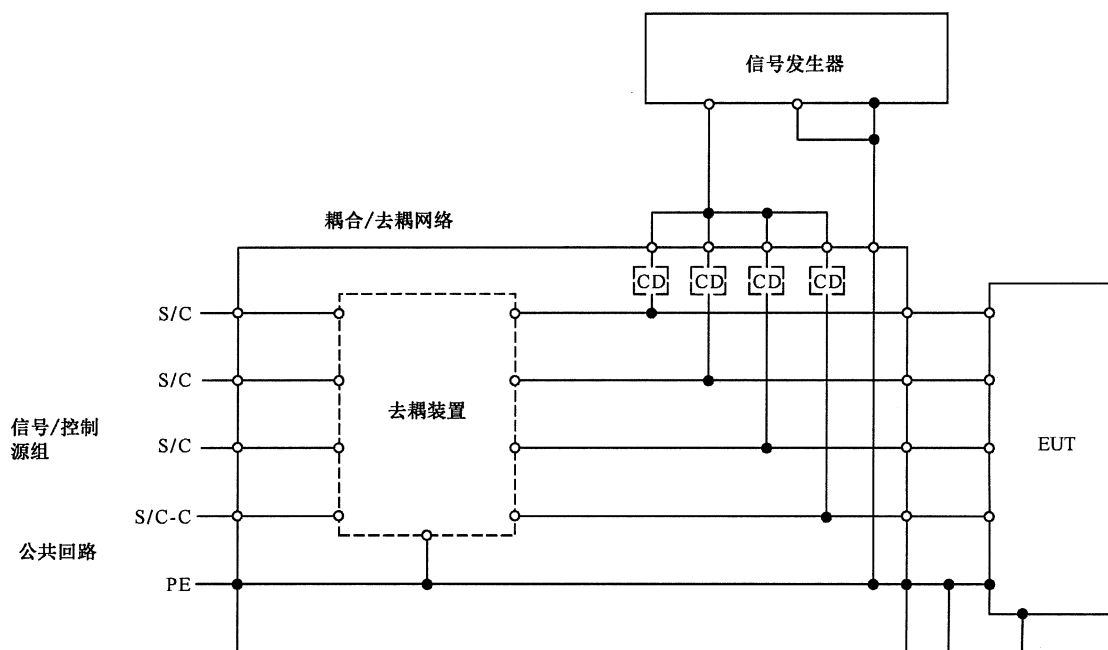 信号发生器
耦合/去耦网络
CD CD CD CD
S/C
S/C
去耦装置
信号/控制
源组
S/C
EUT
S/C-C
公共回路
PE